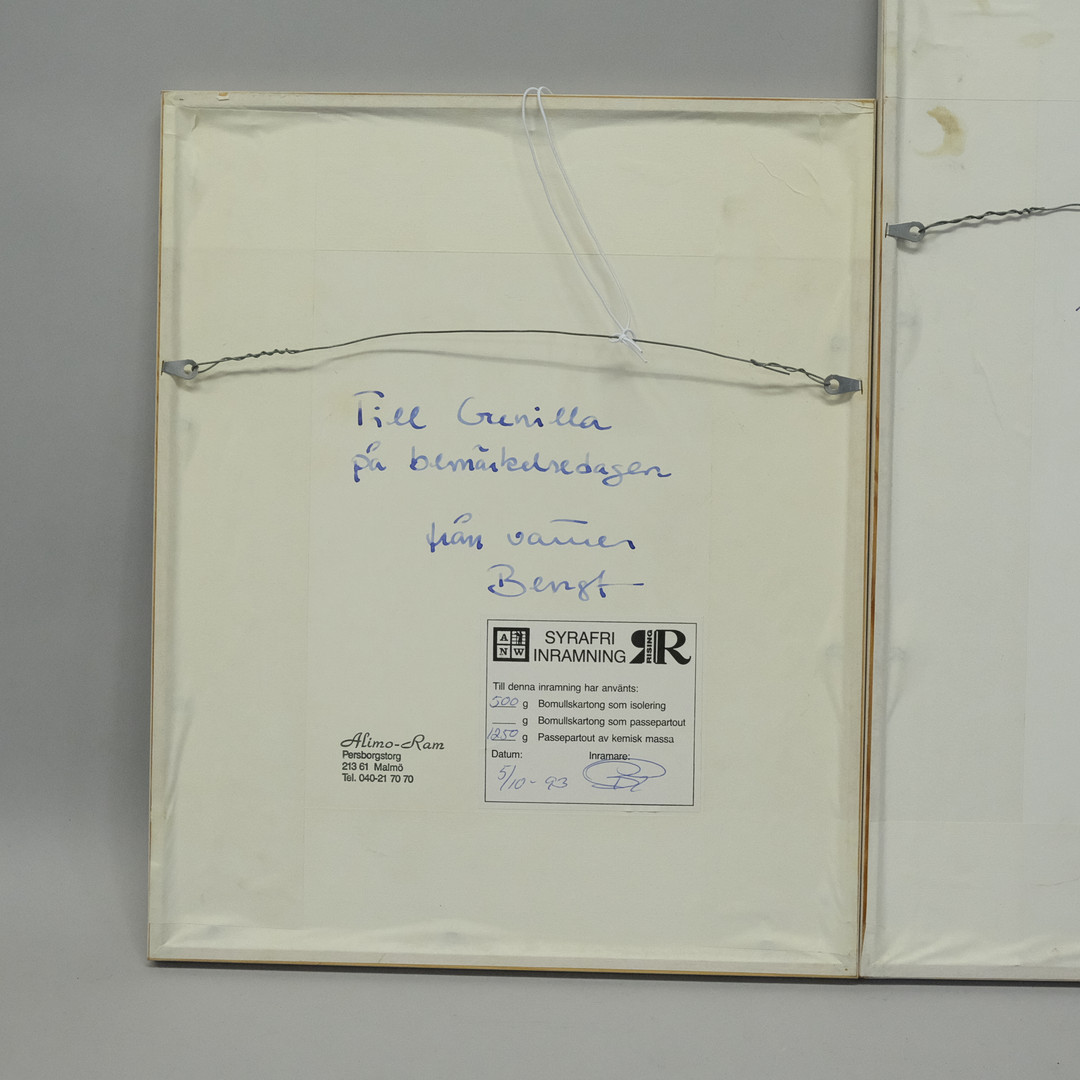 Till Gunilla
på bemärkelsedagen
från vännen
Bengt
A
N W
SYRAFRI
INRAMNING
RISING
R
Till denna inramning har använts:
500 g Bomullskartong som isolering
___ g Bomullskartong som passepartout
1250 g Passepartout av kemisk massa
Datum: Inramare:
5/10 - 93
Alimo-Ram
Persborgstorg
213 61 Malmö
Tel. 040-21 70 70